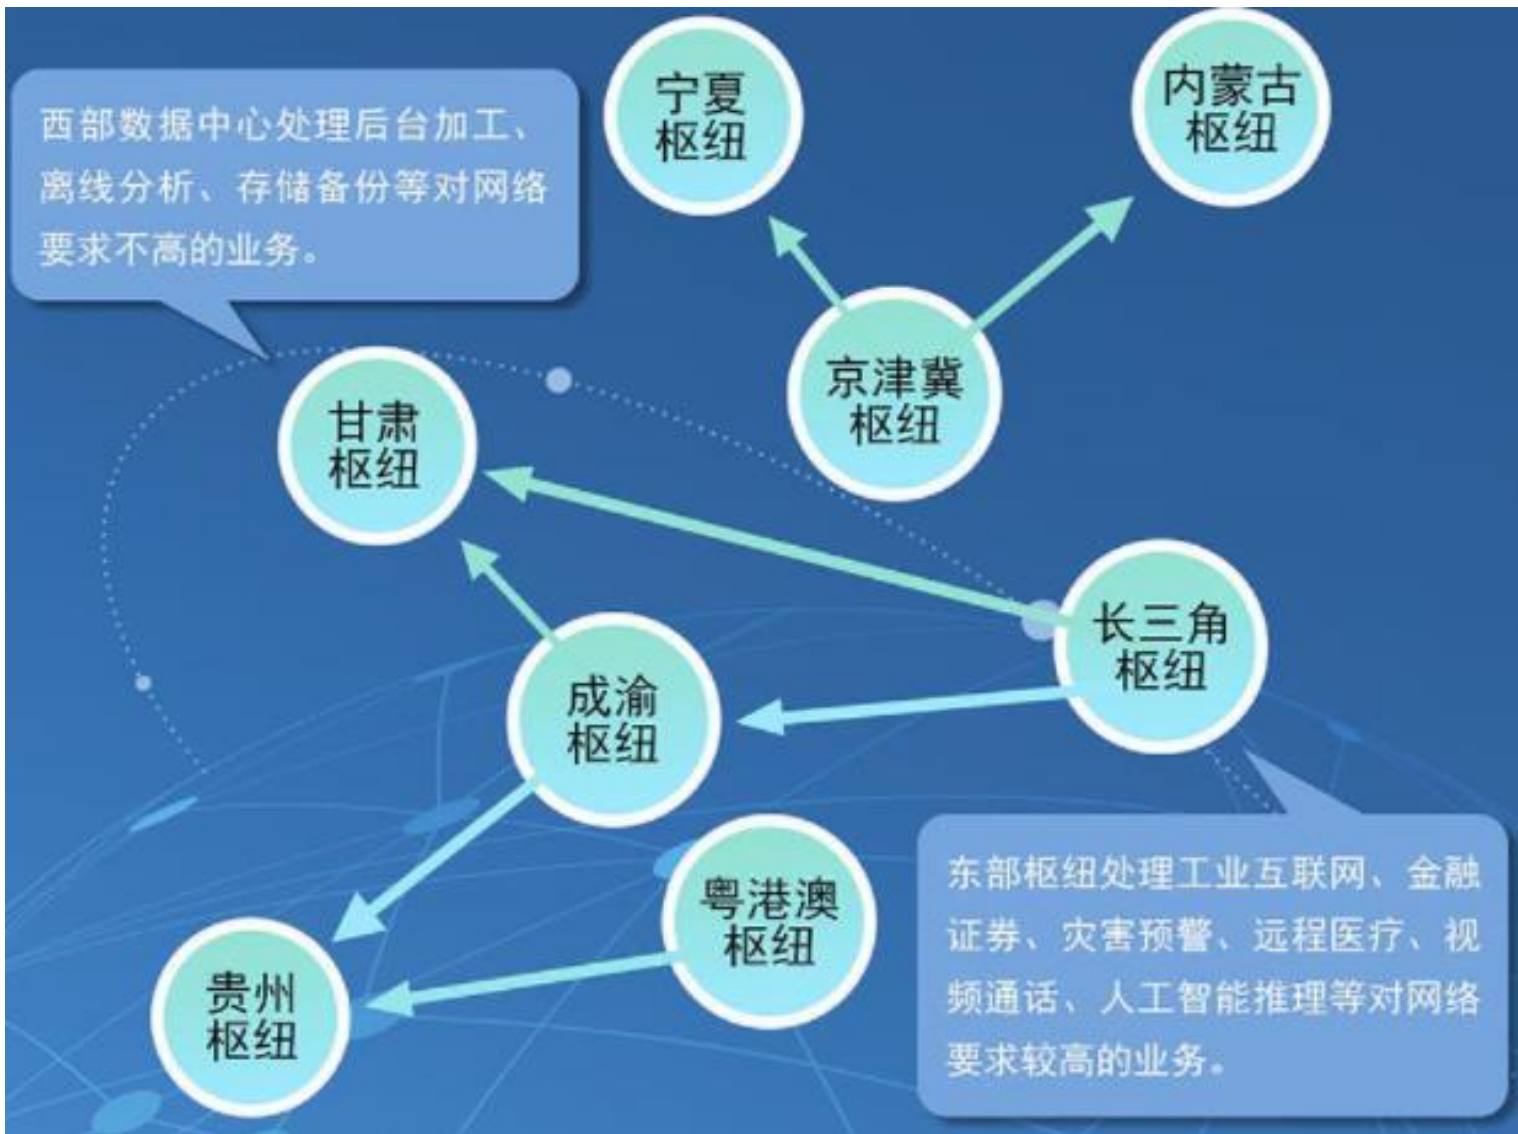 宁夏
枢纽
内蒙古
枢纽
西部数据中心处理后台加工、
离线分析、存储备份等对网络
要求不高的业务。
京津冀
枢纽
甘肃
枢纽
长三角
枢纽
成渝
枢纽
粤港澳
枢纽
东部枢纽处理工业互联网、金融
证券、灾害预警、远程医疗、视
频通话、人工智能推理等对网络
要求较高的业务。
贵州
枢纽